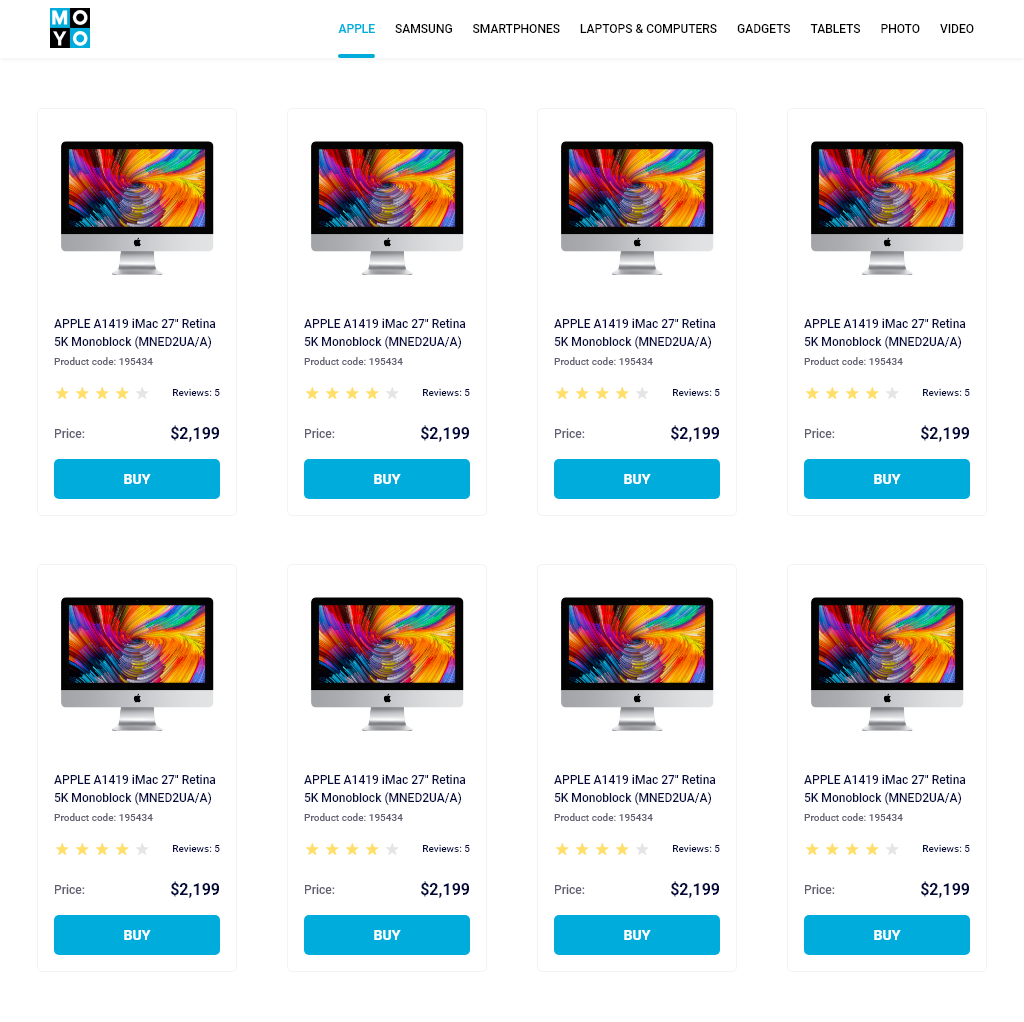 MOYO
APPLE SAMSUNG SMARTPHONES LAPTOPS & COMPUTERS GADGETS TABLETS PHOTO VIDEO
APPLE A1419 iMac 27" Retina
5K Monoblock (MNED2UA/A)
Product code: 195434
Reviews: 5
Price: $2,199
BUY
APPLE A1419 iMac 27" Retina
5K Monoblock (MNED2UA/A)
Product code: 195434
Reviews: 5
Price: $2,199
BUY
APPLE A1419 iMac 27" Retina
5K Monoblock (MNED2UA/A)
Product code: 195434
Reviews: 5
Price: $2,199
BUY
APPLE A1419 iMac 27" Retina
5K Monoblock (MNED2UA/A)
Product code: 195434
Reviews: 5
Price: $2,199
BUY
APPLE A1419 iMac 27" Retina
5K Monoblock (MNED2UA/A)
Product code: 195434
Reviews: 5
Price: $2,199
BUY
APPLE A1419 iMac 27" Retina
5K Monoblock (MNED2UA/A)
Product code: 195434
Reviews: 5
Price: $2,199
BUY
APPLE A1419 iMac 27" Retina
5K Monoblock (MNED2UA/A)
Product code: 195434
Reviews: 5
Price: $2,199
BUY
APPLE A1419 iMac 27" Retina
5K Monoblock (MNED2UA/A)
Product code: 195434
Reviews: 5
Price: $2,199
BUY